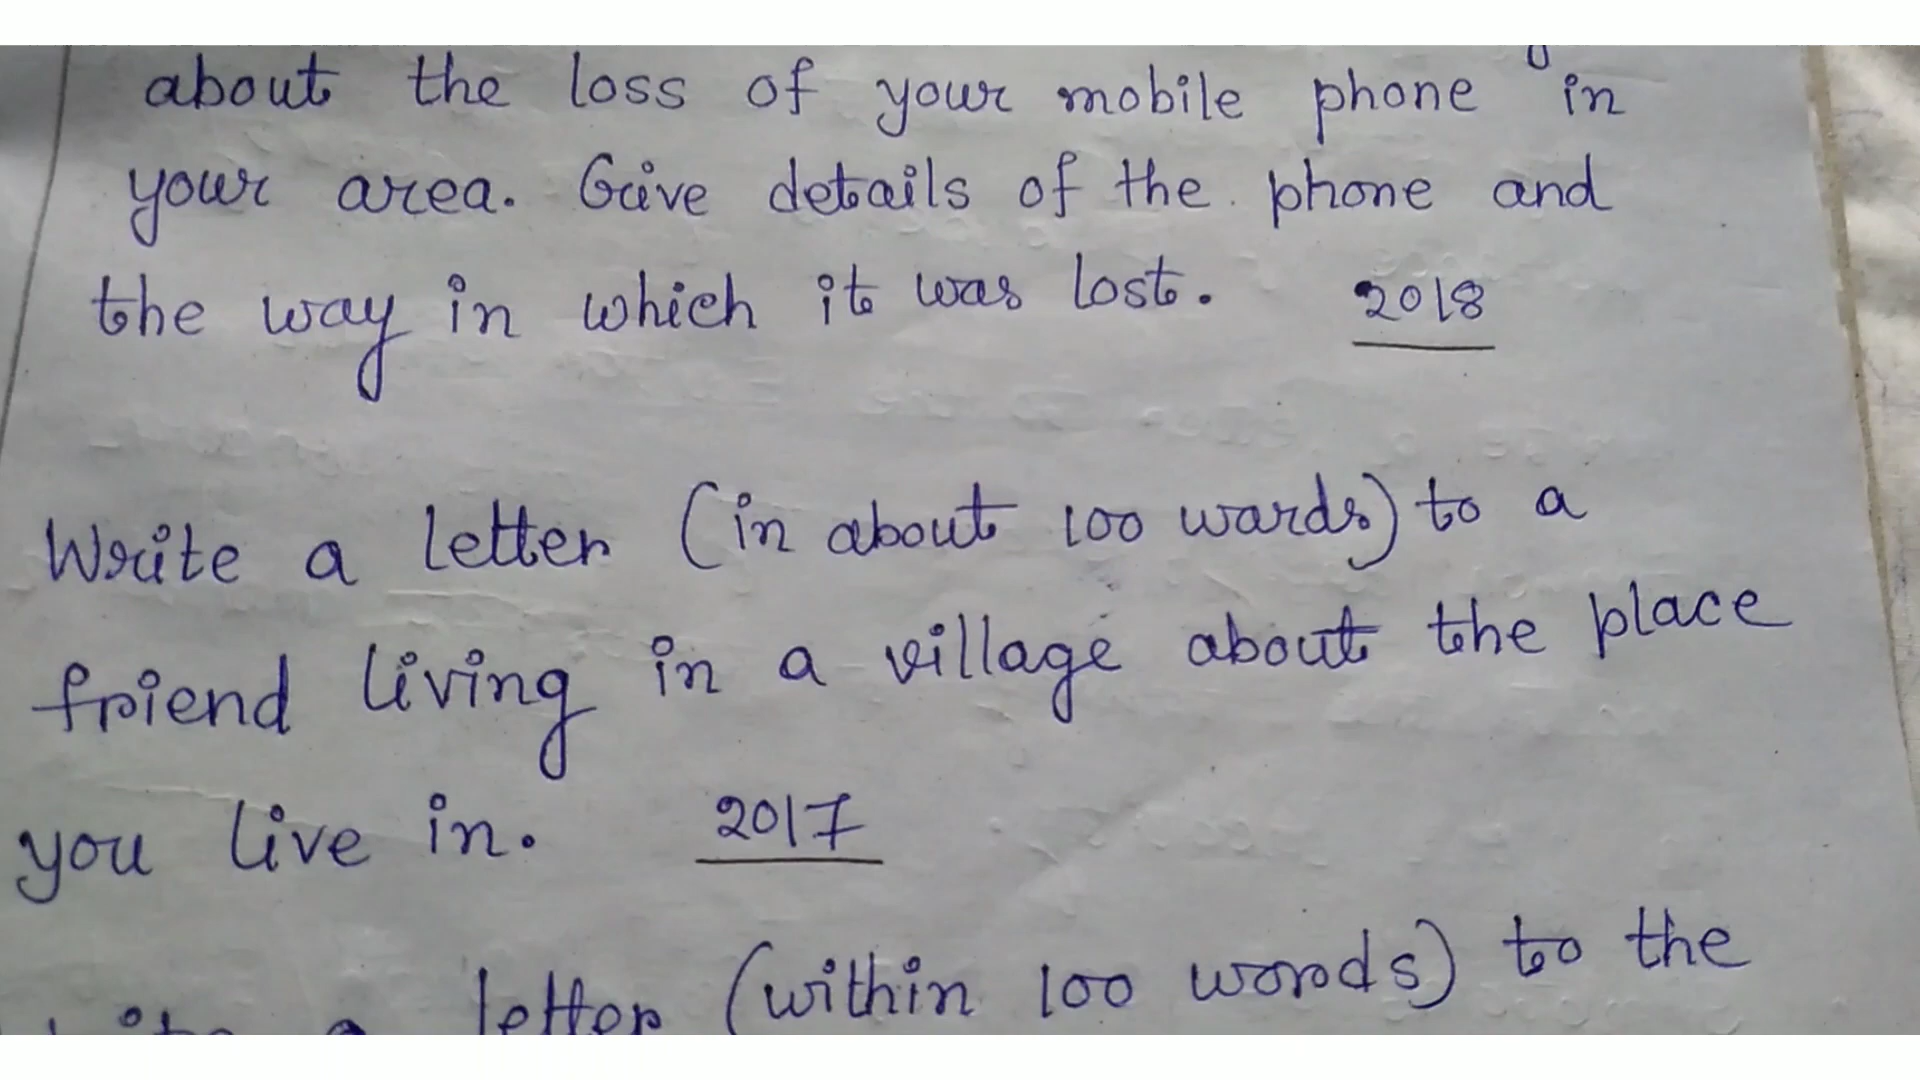 about the loss of your mobile phone in
your area. Give details of the phone and
the way in which it was lost. 2018
Write a letter (in about 100 wards) to a
friend living in a village about the place
you live in. 2017
letter (within 100 words) to the